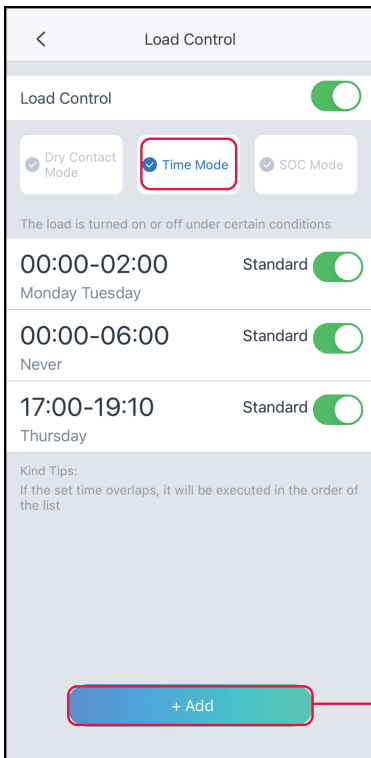 Load Control
Load Control
Dry Contact
Mode
Time Mode
SOC Mode
The load is turned on or off under certain conditions
00:00-02:00 Standard
Monday Tuesday
00:00-06:00 Standard
Never
17:00-19:10 Standard
Thursday
Kind Tips:
If the set time overlaps, it will be executed in the order of
the list
+ Add